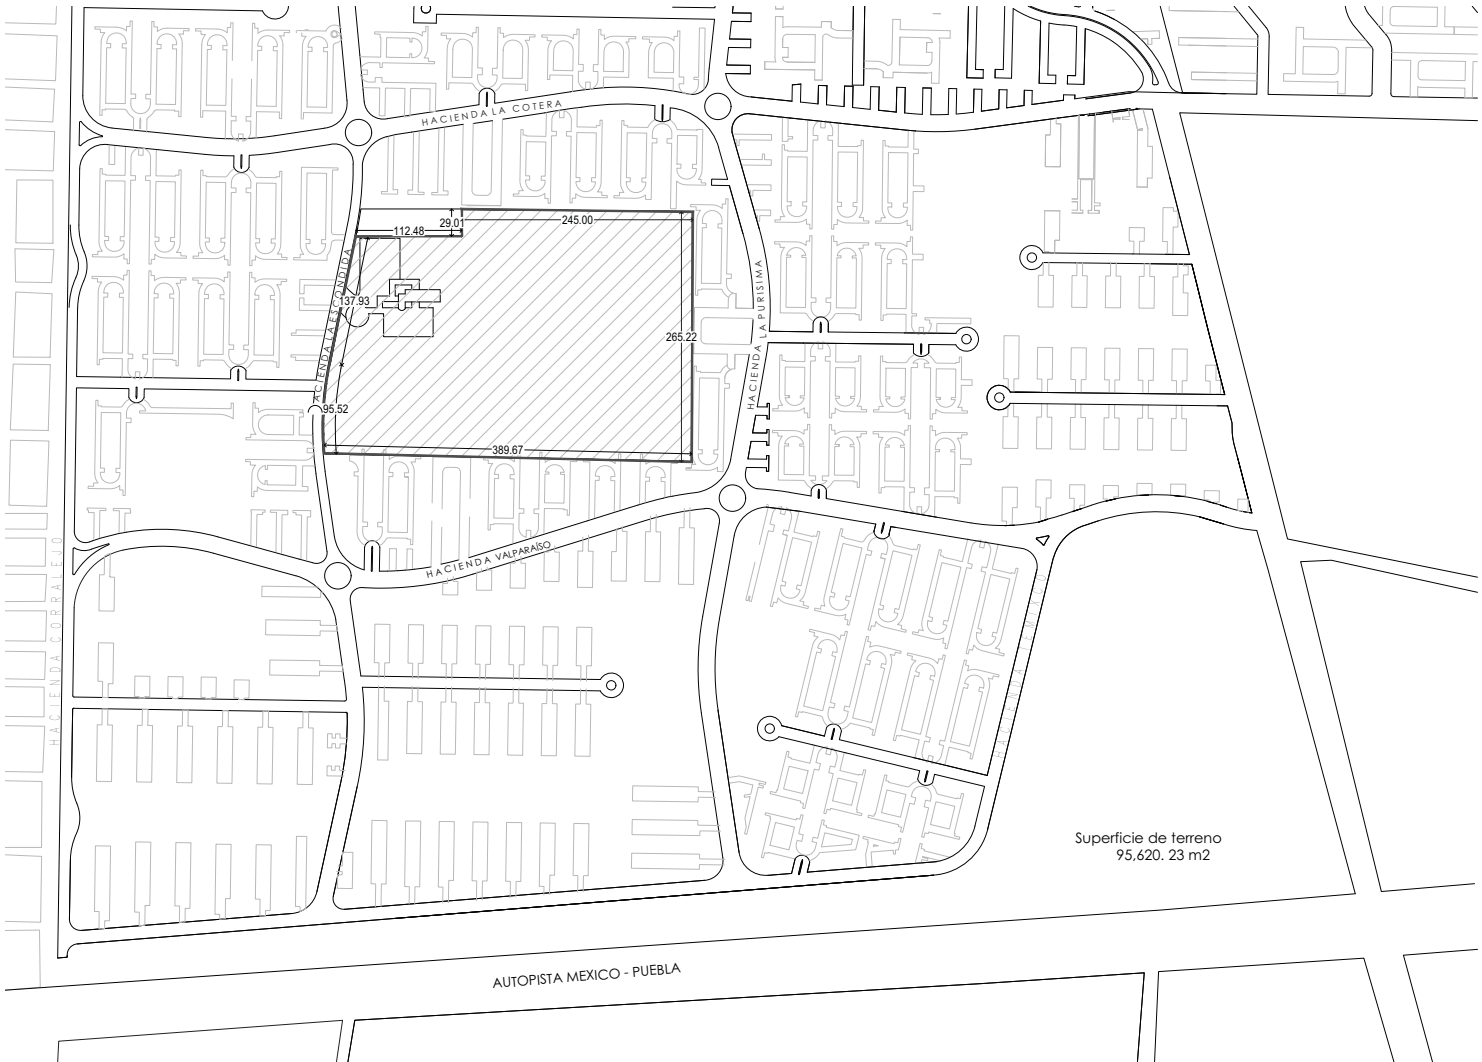 HACIENDA LA COTERA
29.01
245.00
112.48
HACIENDA LA ESCONDIDA
137.93
HACIENDA LA PURISIMA
265.22
95.52
389.67
HACIENDA VALPARAÍSO
HACIENDA CORRALEJO
Superficie de terreno
95,620. 23 m2
AUTOPISTA MEXICO - PUEBLA